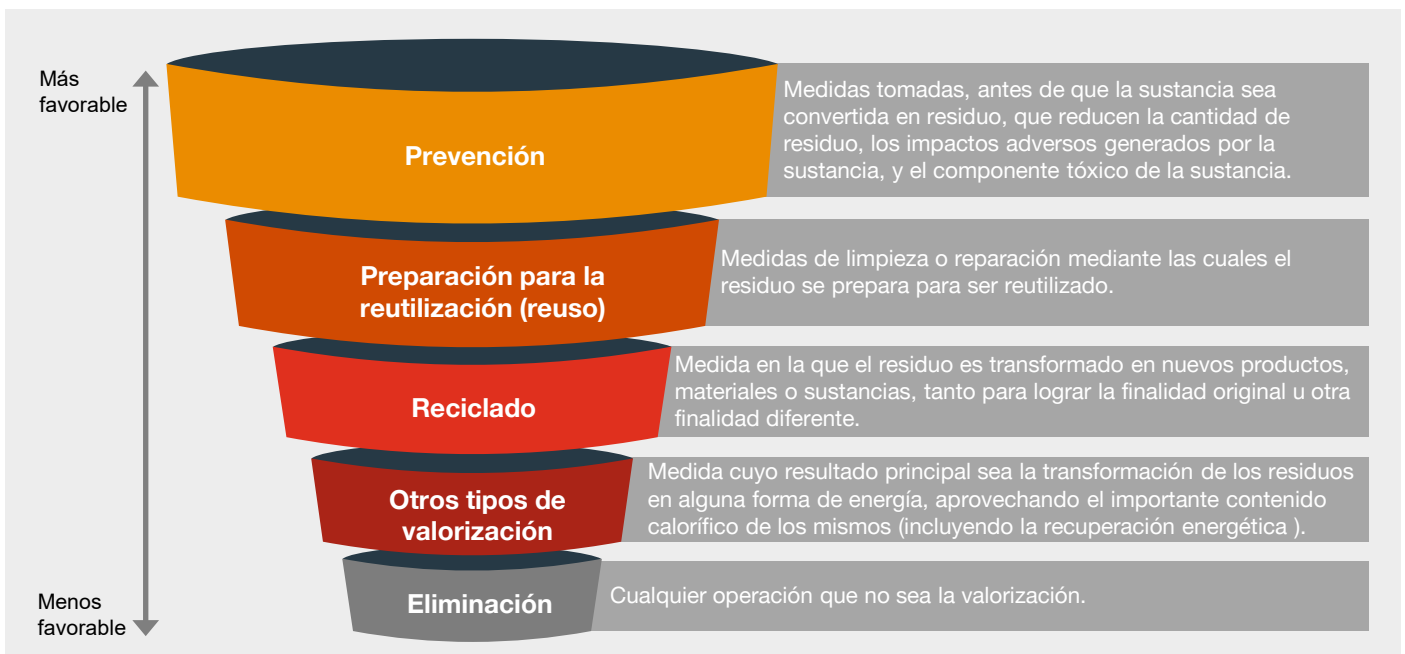 Más
favorable
Prevención
Medidas tomadas, antes de que la sustancia sea
convertida en residuo, que reducen la cantidad de
residuo, los impactos adversos generados por la
sustancia, y el componente tóxico de la sustancia.
Preparación para la
reutilización (reuso)
Medidas de limpieza o reparación mediante las cuales el
residuo se prepara para ser reutilizado.
Reciclado
Medida en la que el residuo es transformado en nuevos productos,
materiales o sustancias, tanto para lograr la finalidad original u otra
finalidad diferente.
Otros tipos de
valorización
Medida cuyo resultado principal sea la transformación de los residuos
en alguna forma de energía, aprovechando el importante contenido
calorífico de los mismos (incluyendo la recuperación energética ).
Eliminación
Cualquier operación que no sea la valorización.
Menos
favorable